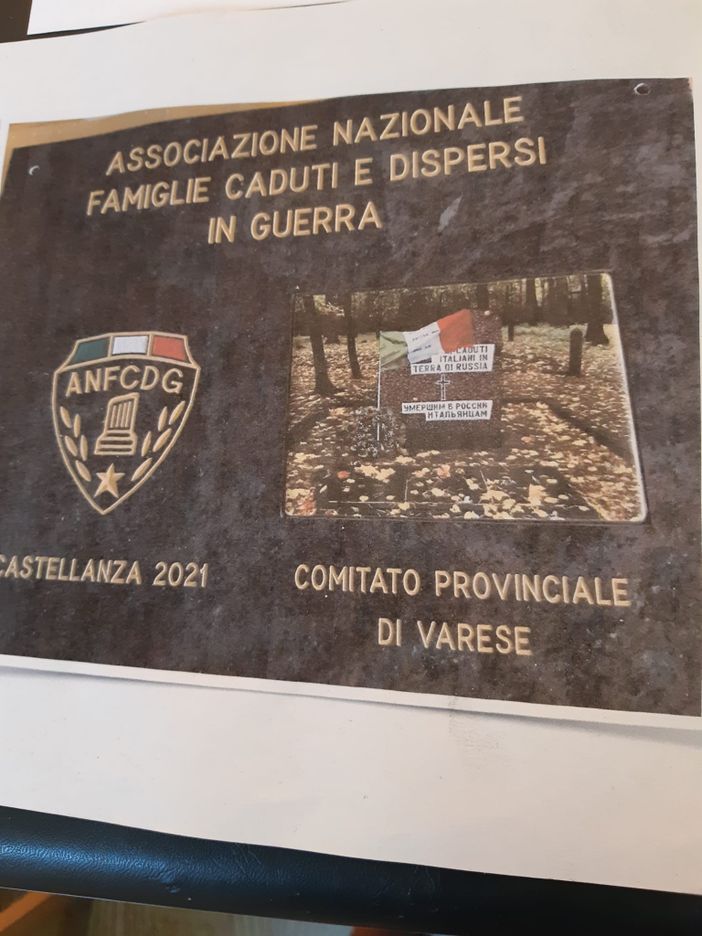 ASSOCIAZIONE NAZIONALE
FAMIGLIE CADUTI E DISPERSI
IN GUERRA
ANFCDG
CADUTI
ITALIANI IN
TERRA DI RUSSIA
УМЕРШИМ В РОССИИ
ИТАЛЬЯНЦАМ
CASTELLANZA 2021
COMITATO PROVINCIALE
DI VARESE